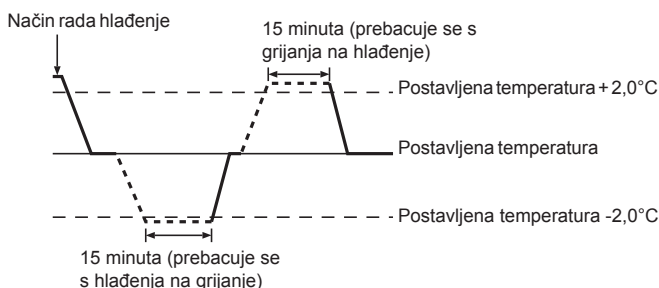 Način rada hlađenje
15 minuta (prebacuje se s
grijanja na hlađenje)
Postavljena temperatura + 2,0°C
Postavljena temperatura
Postavljena temperatura -2,0°C
15 minuta (prebacuje se
s hlađenja na grijanje)